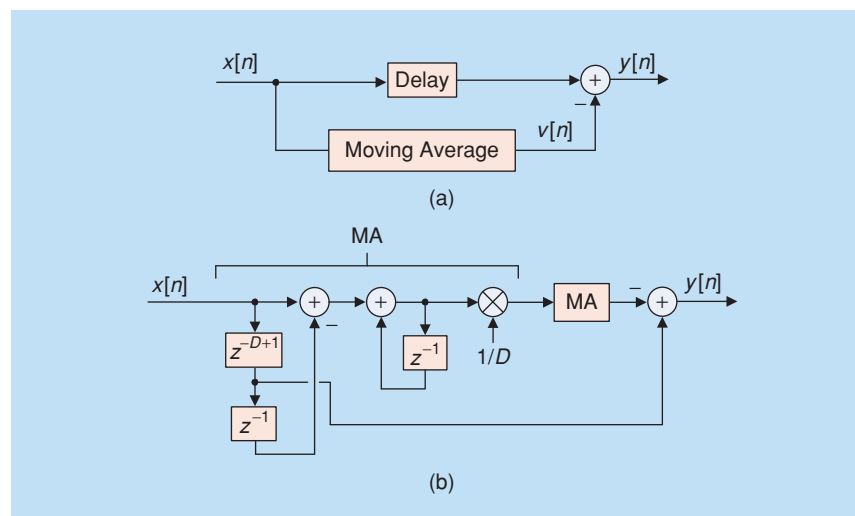 x[n]
Delay
+
y[n]
−
v[n]
Moving Average
(a)
MA
x[n]
+
−
+
MA
−
+
y[n]
z⁻ᴰ⁺¹
z⁻¹
1/D
z⁻¹
(b)